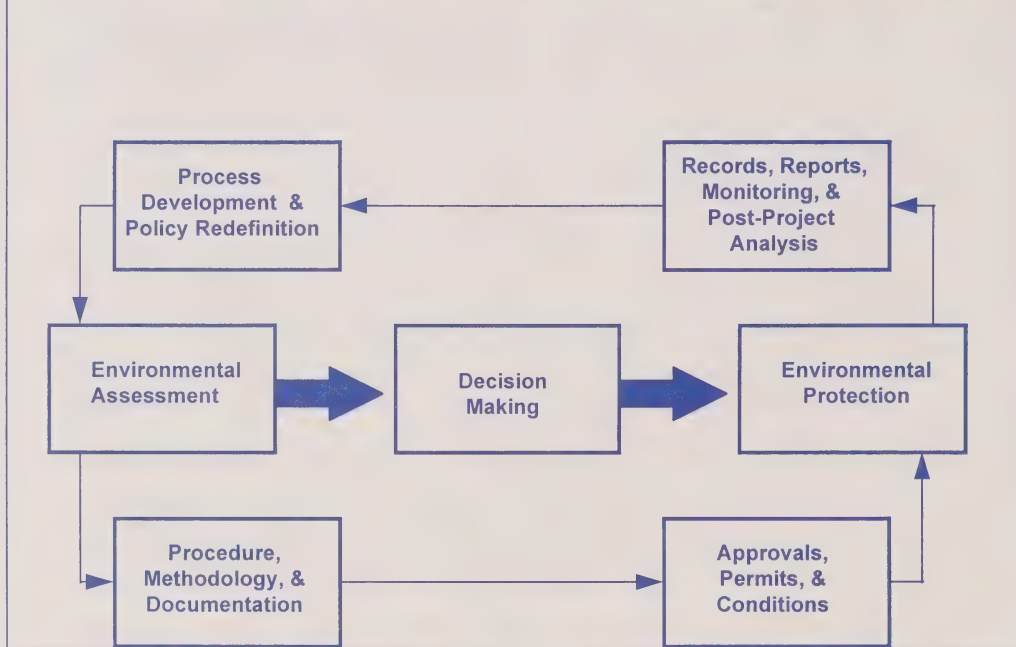 Process
Development &
Policy Redefinition
Records, Reports,
Monitoring, &
Post-Project
Analysis
Environmental
Assessment
Decision
Making
Environmental
Protection
Procedure,
Methodology, &
Documentation
Approvals,
Permits, &
Conditions